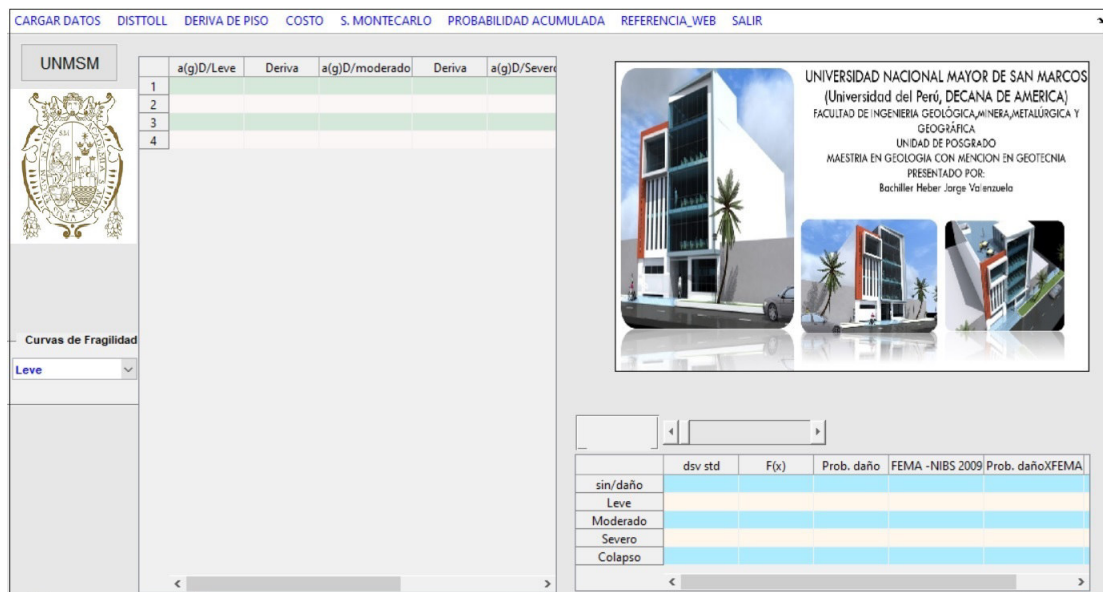 CARGAR DATOS DISTTOLL DERIVA DE PISO COSTO S. MONTECARLO PROBABILIDAD ACUMULADA REFERENCIA_WEB SALIR
UNMSM
a(g)D/Leve Deriva a(g)D/moderado Deriva a(g)D/Severo
1
2
3
4
Curvas de Fragilidad
Leve
UNIVERSIDAD NACIONAL MAYOR DE SAN MARCOS
(Universidad del Perú, DECANA DE AMERICA)
FACULTAD DE INGENIERIA GEOLÓGICA,MINERA,METALÚRGICA Y
GEOGRÁFICA
UNIDAD DE POSGRADO
MAESTRIA EN GEOLOGIA CON MENCION EN GEOTECNIA
PRESENTADO POR:
Bachiller Heber Jorge Valenzuela
dsv std F(x) Prob. daño FEMA -NIBS 2009 Prob. dañoXFEMA
sin/daño
Leve
Moderado
Severo
Colapso